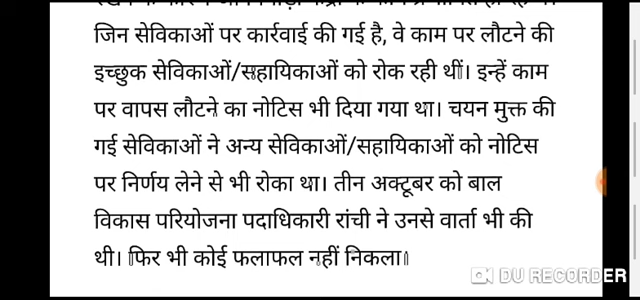 जिन सेविकाओं पर कार्रवाई की गई है, वे काम पर लौटने की
इच्छुक सेविकाओं/सहायिकाओं को रोक रही थीं। इन्हें काम
पर वापस लौटने का नोटिस भी दिया गया था। चयन मुक्त की
गई सेविकाओं ने अन्य सेविकाओं/सहायिकाओं को नोटिस
पर निर्णय लेने से भी रोका था। तीन अक्टूबर को बाल
विकास परियोजना पदाधिकारी रांची ने उनसे वार्ता भी की
थी। फिर भी कोई फलाफल नहीं निकला।
DU RECORDER